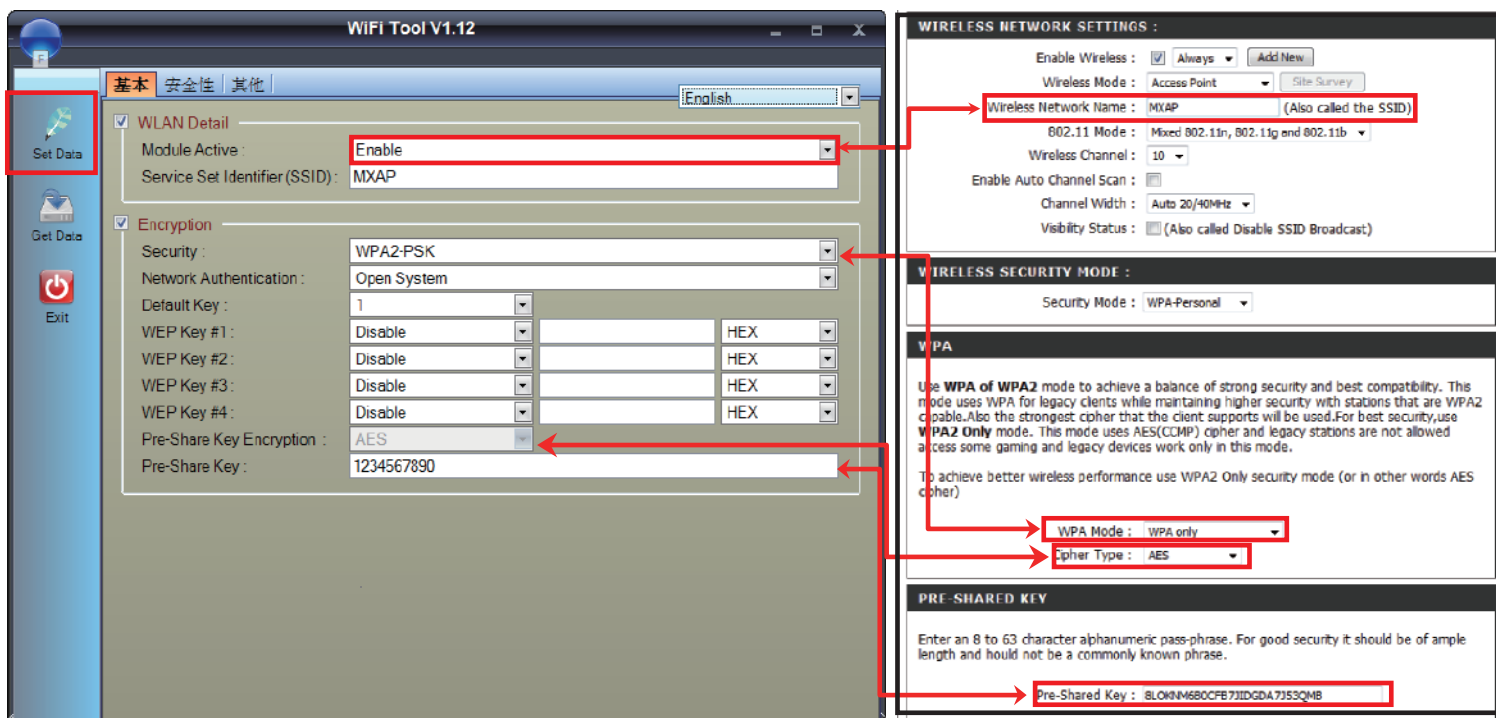 WiFi Tool V1.12
F
Set Data
Get Data
Exit
基本 安全性 其他
English
WLAN Detail
Module Active : Enable
Service Set Identifier (SSID) : MXAP
Encryption
Security : WPA2-PSK
Network Authentication : Open System
Default Key : 1
WEP Key #1 : Disable HEX
WEP Key #2 : Disable HEX
WEP Key #3 : Disable HEX
WEP Key #4 : Disable HEX
Pre-Share Key Encryption : AES
Pre-Share Key : 1234567890
WIRELESS NETWORK SETTINGS :
Enable Wireless : Always Add New
Wireless Mode : Access Point Site Survey
Wireless Network Name : MXAP (Also called the SSID)
802.11 Mode : Mixed 802.11n, 802.11g and 802.11b
Wireless Channel : 10
Enable Auto Channel Scan :
Channel Width : Auto 20/40MHz
Visibility Status : (Also called Disable SSID Broadcast)
WIRELESS SECURITY MODE :
Security Mode : WPA-Personal
WPA
Use WPA of WPA2 mode to achieve a balance of strong security and best compatibility. This
mode uses WPA for legacy clients while maintaining higher security with stations that are WPA2
capable.Also the strongest cipher that the client supports will be used.For best security,use
WPA2 Only mode. This mode uses AES(CCMP) cipher and legacy stations are not allowed
access some gaming and legacy devices work only in this mode.
To achieve better wireless performance use WPA2 Only security mode (or in other words AES
cipher)
WPA Mode : WPA only
Cipher Type : AES
PRE-SHARED KEY
Enter an 8 to 63 character alphanumeric pass-phrase. For good security it should be of ample
length and hould not be a commonly known phrase.
Pre-Shared Key :